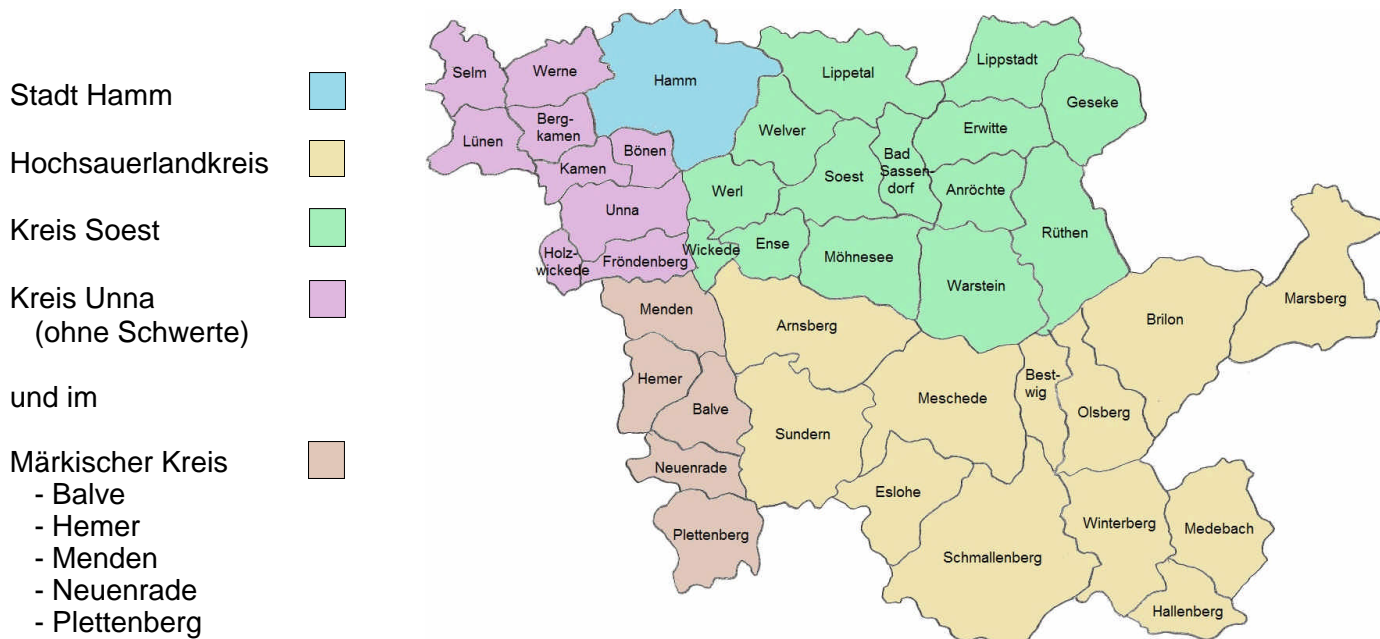 Stadt Hamm
Hochsauerlandkreis
Kreis Soest
Kreis Unna
(ohne Schwerte)
und im
Märkischer Kreis
- Balve
- Hemer
- Menden
- Neuenrade
- Plettenberg
Selm
Werne
Hamm
Lippetal
Lippstadt
Geseke
Lünen
Berg-
kamen
Bönen
Kamen
Welver
Erwitte
Soest
Bad
Sassen-
dorf
Anröchte
Werl
Unna
Rüthen
Holz-
wickede
Fröndenberg
Wickede
Ense
Möhnesee
Warstein
Menden
Arnsberg
Brilon
Marsberg
Hemer
Balve
Meschede
Best-
wig
Olsberg
Sundern
Neuenrade
Eslohe
Plettenberg
Schmallenberg
Winterberg
Medebach
Hallenberg